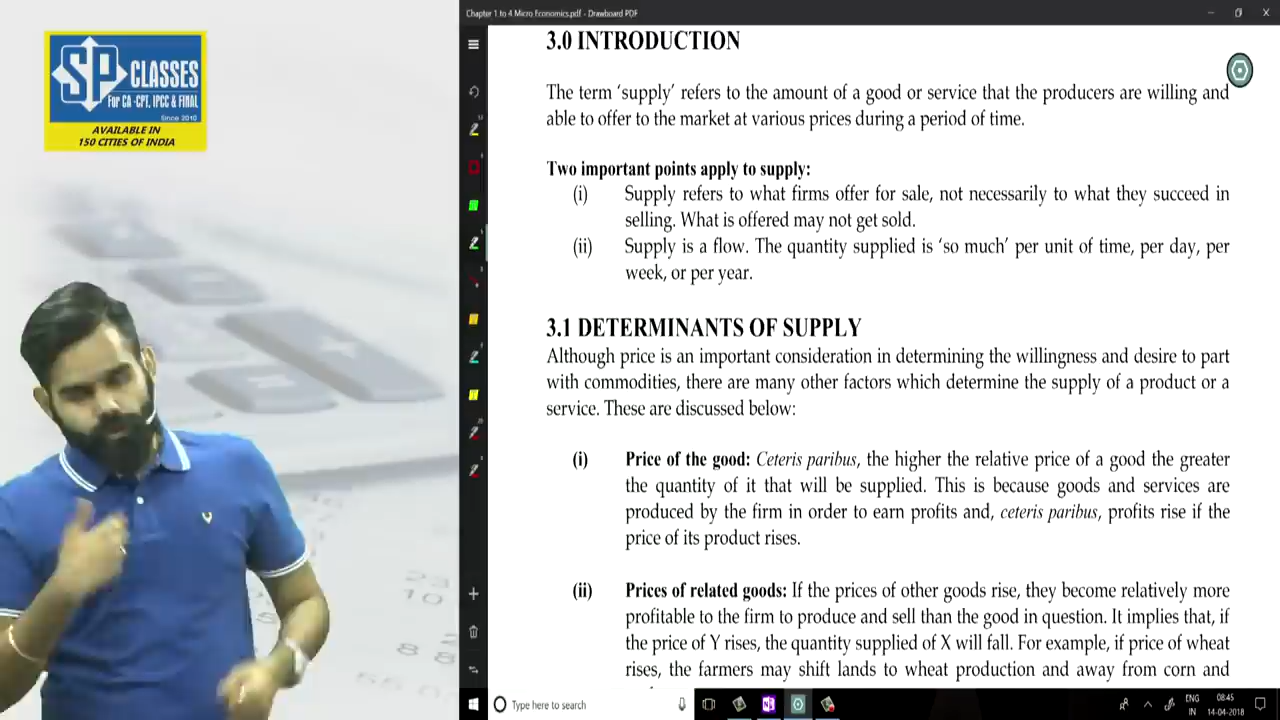 SP CLASSES
For CA -CPT, IPCC & FINAL
Since 2010
AVAILABLE IN
150 CITIES OF INDIA
Chapter 1 to 4 Micro Economics.pdf - Drawboard PDF
3.0 INTRODUCTION
The term ‘supply’ refers to the amount of a good or service that the producers are willing and
able to offer to the market at various prices during a period of time.
Two important points apply to supply:
(i) Supply refers to what firms offer for sale, not necessarily to what they succeed in
selling. What is offered may not get sold.
(ii) Supply is a flow. The quantity supplied is ‘so much’ per unit of time, per day, per
week, or per year.
3.1 DETERMINANTS OF SUPPLY
Although price is an important consideration in determining the willingness and desire to part
with commodities, there are many other factors which determine the supply of a product or a
service. These are discussed below:
(i) Price of the good: Ceteris paribus, the higher the relative price of a good the greater
the quantity of it that will be supplied. This is because goods and services are
produced by the firm in order to earn profits and, ceteris paribus, profits rise if the
price of its product rises.
(ii) Prices of related goods: If the prices of other goods rise, they become relatively more
profitable to the firm to produce and sell than the good in question. It implies that, if
the price of Y rises, the quantity supplied of X will fall. For example, if price of wheat
rises, the farmers may shift lands to wheat production and away from corn and
Type here to search
ENG
IN
08:45
14-04-2018